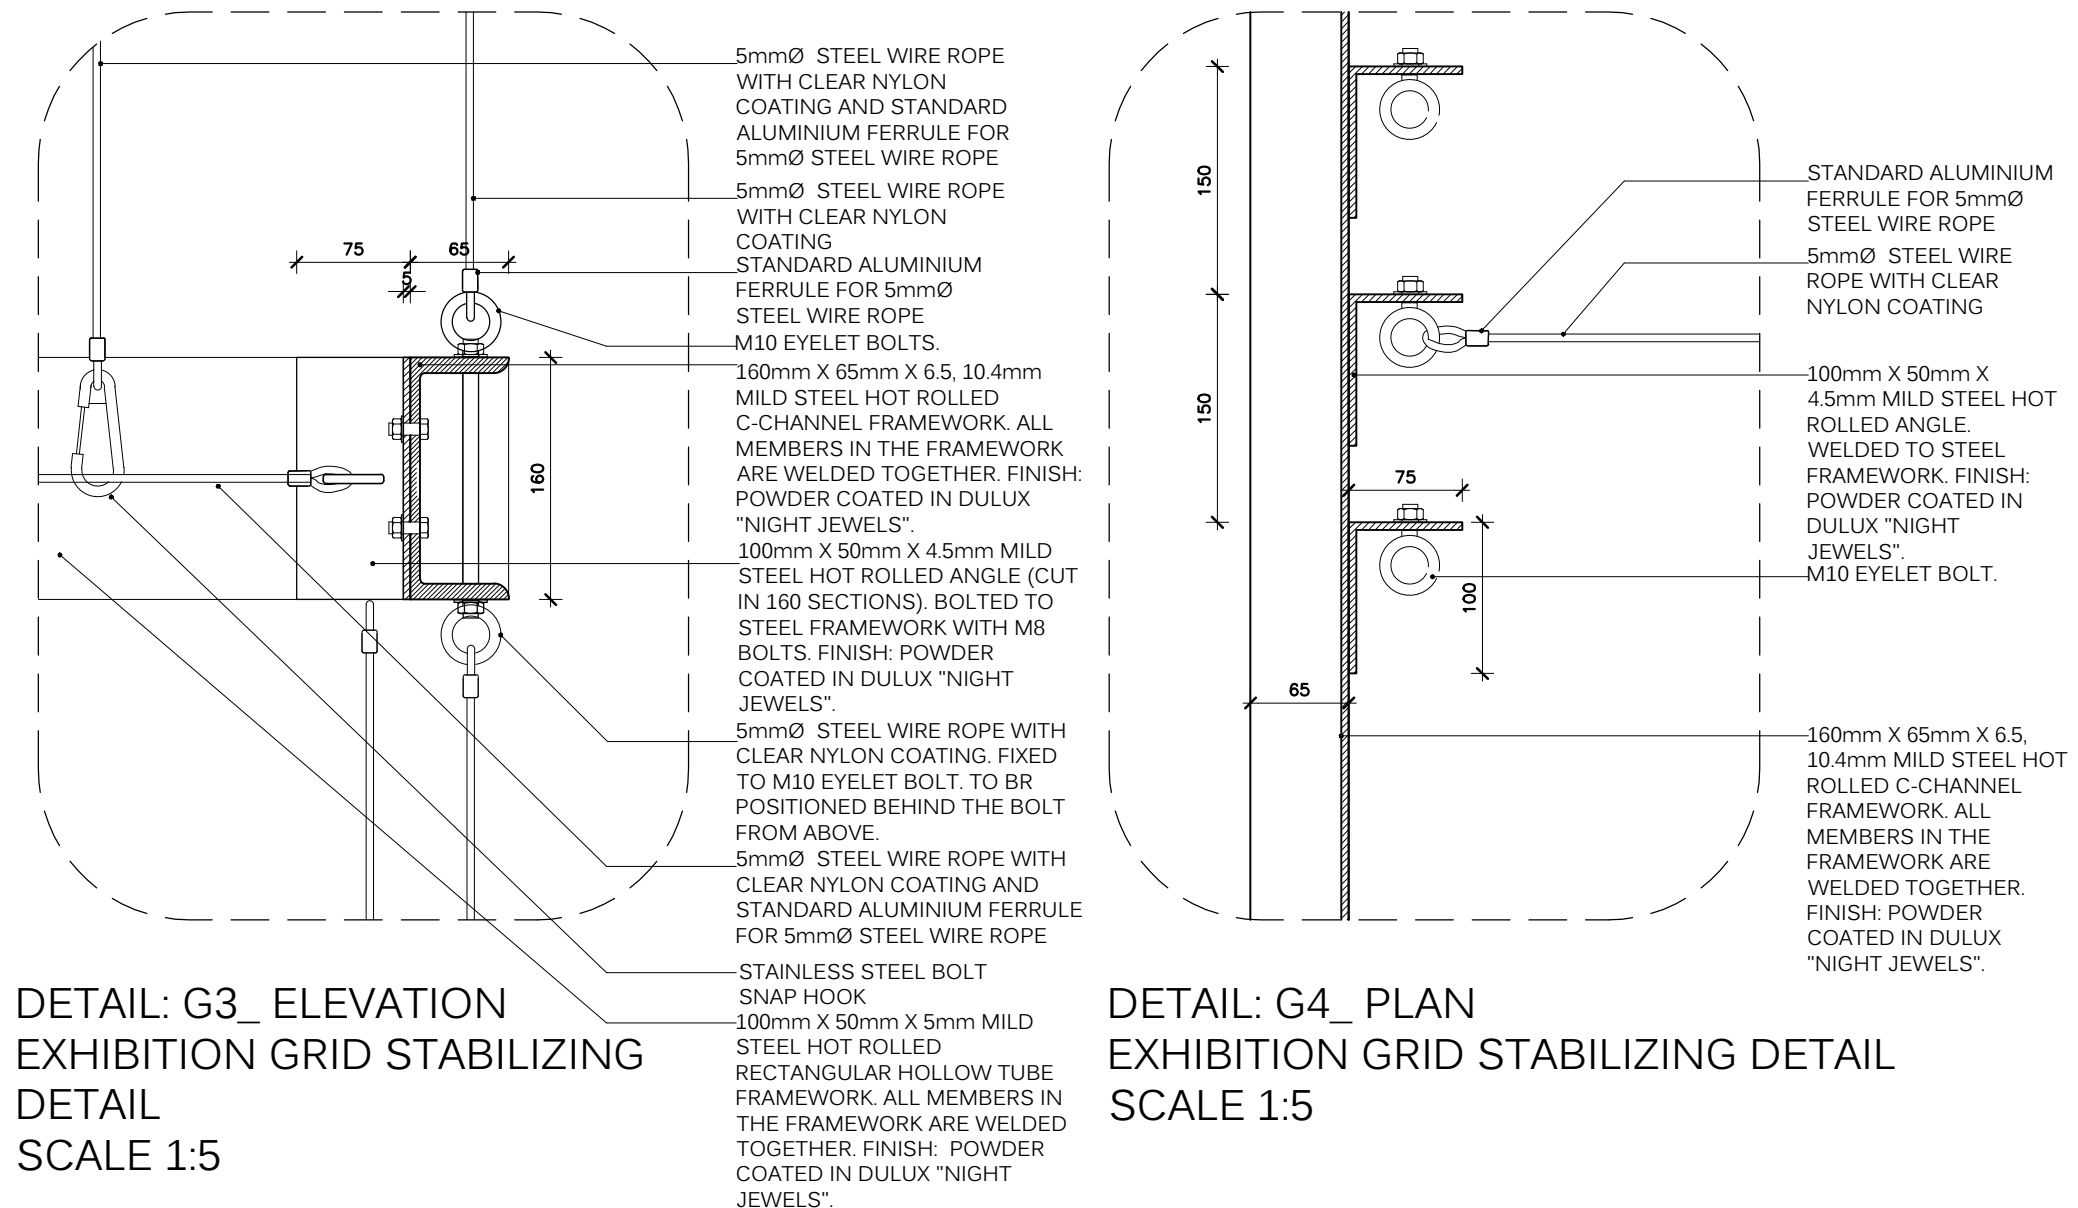 5mmØ  STEEL WIRE ROPE
WITH CLEAR NYLON
COATING AND STANDARD
ALUMINIUM FERRULE FOR
5mmØ STEEL WIRE ROPE
5mmØ  STEEL WIRE ROPE
WITH CLEAR NYLON
COATING
STANDARD ALUMINIUM
FERRULE FOR 5mmØ
STEEL WIRE ROPE
M10 EYELET BOLTS.
160mm X 65mm X 6.5, 10.4mm
MILD STEEL HOT ROLLED
C-CHANNEL FRAMEWORK. ALL
MEMBERS IN THE FRAMEWORK
ARE WELDED TOGETHER. FINISH:
POWDER COATED IN DULUX
"NIGHT JEWELS".
100mm X 50mm X 4.5mm MILD
STEEL HOT ROLLED ANGLE (CUT
IN 160 SECTIONS). BOLTED TO
STEEL FRAMEWORK WITH M8
BOLTS. FINISH: POWDER
COATED IN DULUX "NIGHT
JEWELS".
5mmØ  STEEL WIRE ROPE WITH
CLEAR NYLON COATING. FIXED
TO M10 EYELET BOLT. TO BR
POSITIONED BEHIND THE BOLT
FROM ABOVE.
5mmØ  STEEL WIRE ROPE WITH
CLEAR NYLON COATING AND
STANDARD ALUMINIUM FERRULE
FOR 5mmØ STEEL WIRE ROPE
STAINLESS STEEL BOLT
SNAP HOOK
100mm X 50mm X 5mm MILD
STEEL HOT ROLLED
RECTANGULAR HOLLOW TUBE
FRAMEWORK. ALL MEMBERS IN
THE FRAMEWORK ARE WELDED
TOGETHER. FINISH:  POWDER
COATED IN DULUX "NIGHT
JEWELS".
75
65
5
160
DETAIL: G3_ ELEVATION
EXHIBITION GRID STABILIZING
DETAIL
SCALE 1:5
150
150
75
100
65
STANDARD ALUMINIUM
FERRULE FOR 5mmØ
STEEL WIRE ROPE
5mmØ  STEEL WIRE
ROPE WITH CLEAR
NYLON COATING
100mm X 50mm X
4.5mm MILD STEEL HOT
ROLLED ANGLE.
WELDED TO STEEL
FRAMEWORK. FINISH:
POWDER COATED IN
DULUX "NIGHT
JEWELS".
M10 EYELET BOLT.
160mm X 65mm X 6.5,
10.4mm MILD STEEL HOT
ROLLED C-CHANNEL
FRAMEWORK. ALL
MEMBERS IN THE
FRAMEWORK ARE
WELDED TOGETHER.
FINISH: POWDER
COATED IN DULUX
"NIGHT JEWELS".
DETAIL: G4_ PLAN
EXHIBITION GRID STABILIZING DETAIL
SCALE 1:5